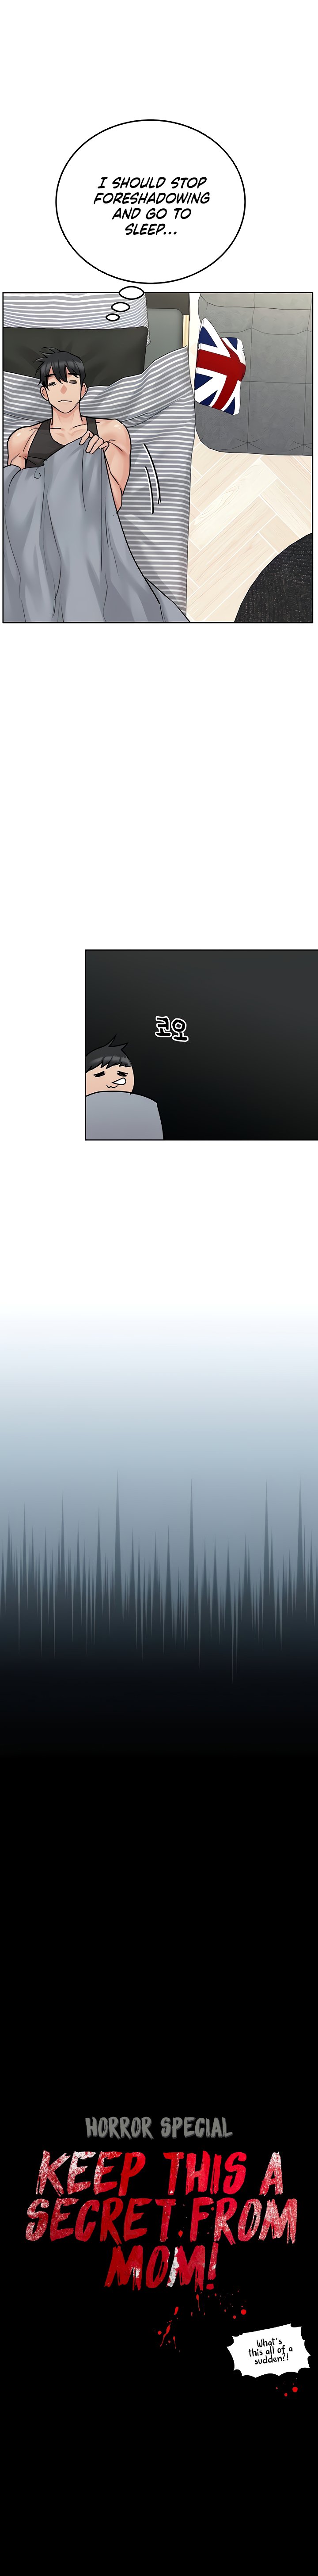 I SHOULD STOP
FORESHADOWING
AND GO TO
SLEEP...
코오
HORROR SPECIAL
KEEP THIS A
SECRET FROM
MOM!
What's
this all of a
sudden?!